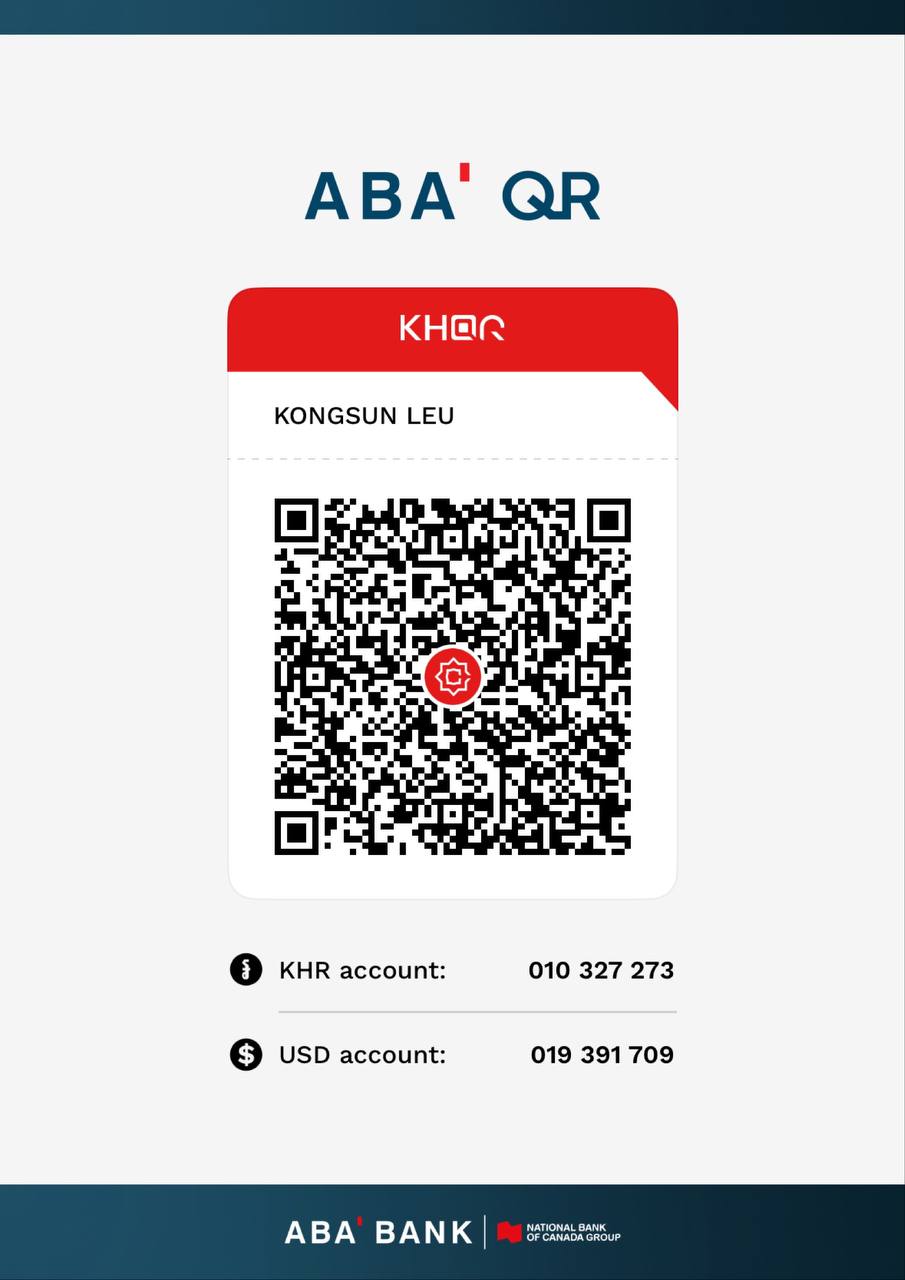 ABA' QR
KHQR
KONGSUN LEU
C
KHR account: 010 327 273
$ USD account: 019 391 709
ABA' BANK | NATIONAL BANK
OF CANADA GROUP